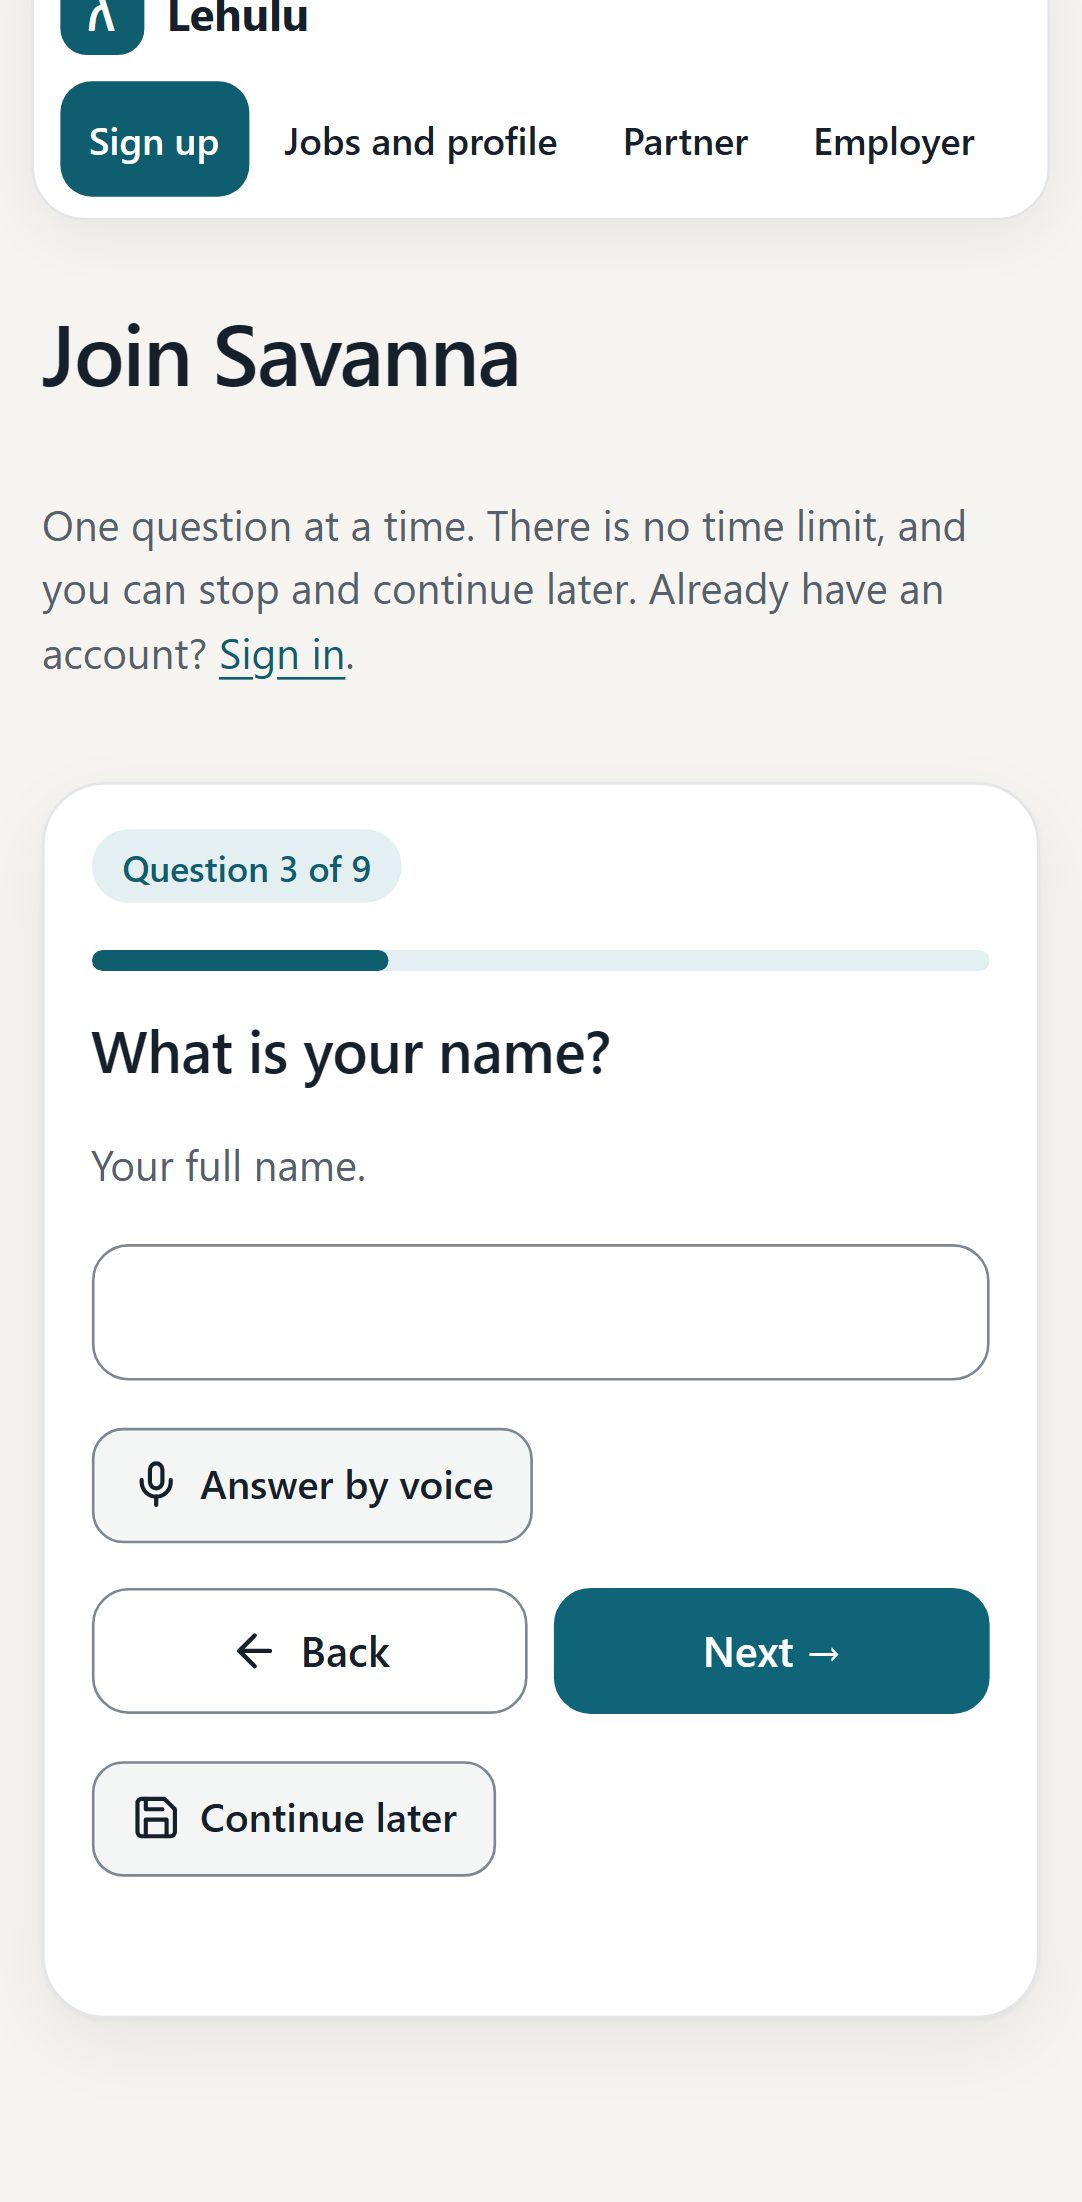 Lehulu
Sign up Jobs and profile Partner Employer
Join Savanna
One question at a time. There is no time limit, and
you can stop and continue later. Already have an
account? Sign in.
Question 3 of 9
What is your name?
Your full name.
Answer by voice
← Back Next →
Continue later